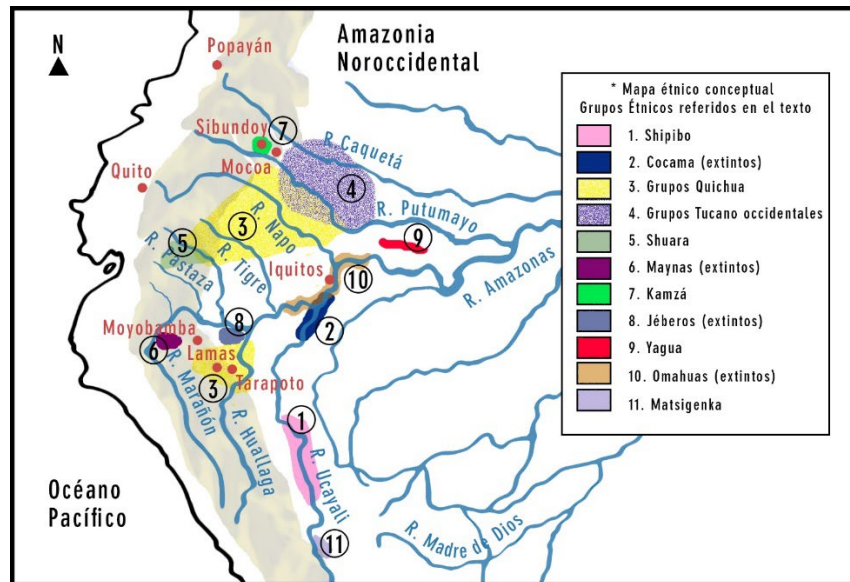 Amazonia
Noroccidental
N
Popayán
Sibundoy
7
Mocoa
R.Caquetá
Quito
4
R. Putumayo
3
R. Napo
5
R. Pastaza
R. Tigre
9
Iquitos
10
R. Amazonas
8
2
Moyobamba
6
Lamas
3
Tarapoto
R. Marañón
R. Huallaga
1
R. Ucayali
Océano
Pacífico
R. Madre de Dios
11
* Mapa étnico conceptual
Grupos Étnicos referidos en el texto
1. Shipibo
2. Cocama (extintos)
3. Grupos Quichua
4. Grupos Tucano occidentales
5. Shuara
6. Maynas (extintos)
7. Kamzá
8. Jéberos (extintos)
9. Yagua
10. Omahuas (extintos)
11. Matsigenka